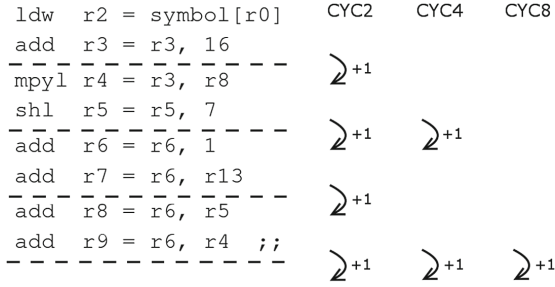 ldw r2 = symbol[r0] CYC2 CYC4 CYC8
add r3 = r3, 16
+1
mpyl r4 = r3, r8
shl r5 = r5, 7
+1 +1
add r6 = r6, 1
add r7 = r6, r13
+1
add r8 = r6, r5
add r9 = r6, r4 ;;
+1 +1 +1